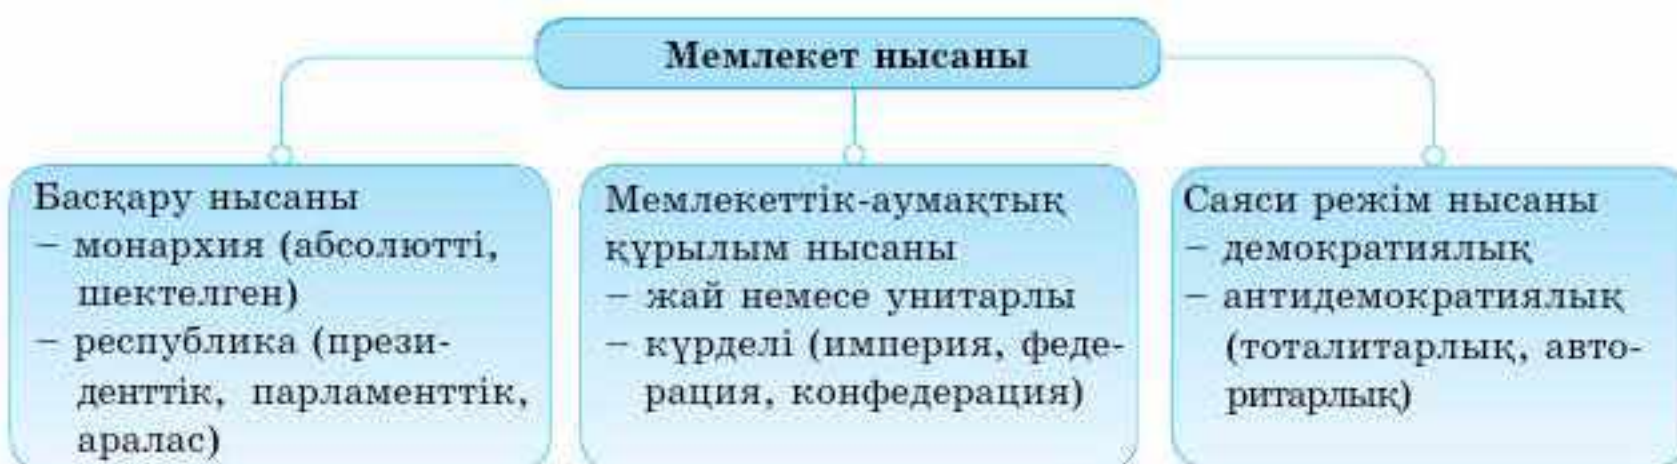 Мемлекет нысаны
Басқару нысаны
– монархия (абсолютті,
шектелген)
– республика (прези-
денттік, парламенттік,
аралас)
Мемлекеттік-аумақтық
құрылым нысаны
– жай немесе унитарлы
– күрделі (империя, феде-
рация, конфедерация)
Саяси режім нысаны
– демократиялық
– антидемократиялық
(тоталитарлық, авто-
ритарлық)